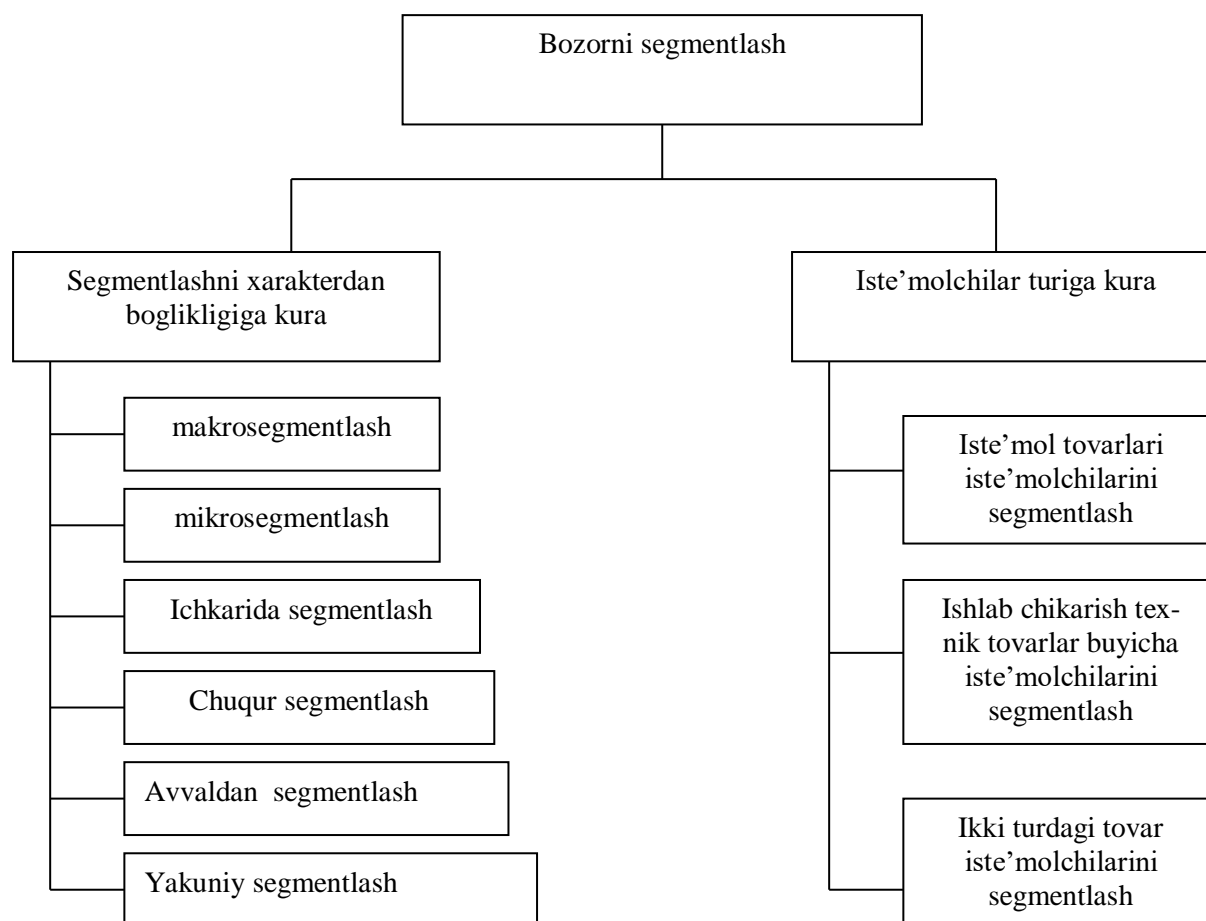 Bozorni segmentlash
Segmentlashni xarakterdan
boglikligiga kura
makrosegmentlash
mikrosegmentlash
Ichkarida segmentlash
Chuqur segmentlash
Avvaldan  segmentlash
Yakuniy segmentlash
Iste’molchilar turiga kura
Iste’mol tovarlari
iste’molchilarini
segmentlash
Ishlab chikarish tex-
nik tovarlar buyicha
iste’molchilarini
segmentlash
Ikki turdagi tovar
iste’molchilarini
segmentlash